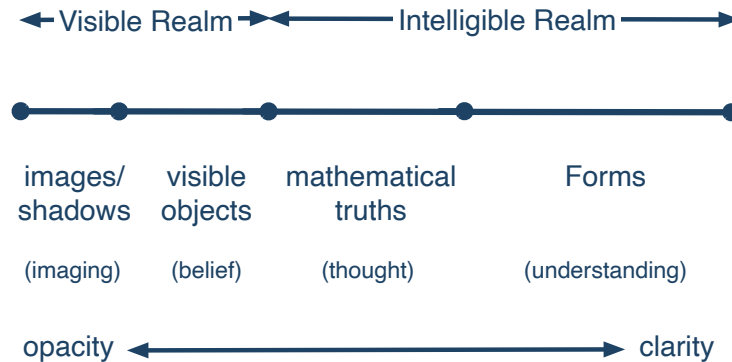 Visible Realm Intelligible Realm
images/ visible mathematical Forms
shadows objects truths
(imaging) (belief) (thought) (understanding)
opacity clarity